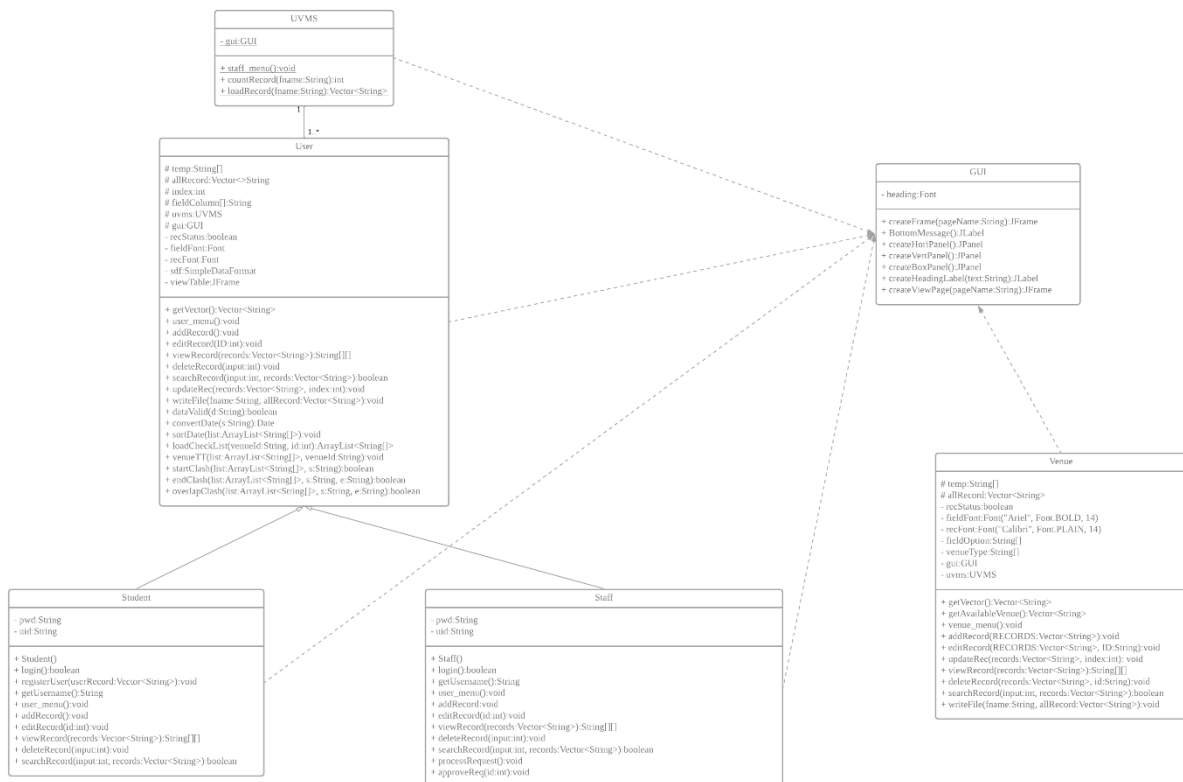 UVMS
- gui:GUI
+ staff_menu():void
+ countRecord(fname:String):int
+ loadRecord(fname:String):Vector<String>
1
1..*
User
# temp:String[]
# allRecord:Vector<>String
# index:int
# fieldColumn[]:String
# uvms:UVMS
# gui:GUI
- recStatus:boolean
- fieldFont:Font
- recFont:Font
- sdf:SimpleDataFormat
- viewTable:JFrame
+ getVector():Vector<String>
+ user_menu():void
+ addRecord():void
+ editRecord(ID:int):void
+ viewRecord(records:Vector<String>):String[][]
+ deleteRecord(input:int):void
+ searchRecord(input:int, records:Vector<String>):boolean
+ updateRec(records:Vector<String>, index:int):void
+ writeFile(fname:String, allRecord:Vector<String>):void
+ dataValid(d:String):boolean
+ convertDate(s:String):Date
+ sortDate(list:ArrayList<String[]>):void
+ loadCheckList(venueId:String, id:int):ArrayList<String[]>
+ venueTT(list:ArrayList<String[]>, venueId:String):void
+ startClash(list:ArrayList<String[]>, s:String):boolean
+ endClash(list:ArrayList<String[]>, s:String, e:String):boolean
+ overlapClash(list:ArrayList<String[]>, s:String, e:String):boolean
GUI
- heading:Font
+ createFrame(pageName:String):JFrame
+ BottomMessage():JLabel
+ createHoriPanel():JPanel
+ createVertPanel():JPanel
+ createBoxPanel():JPanel
+ createHeadingLabel(text:String):JLabel
+ createViewPage(pageName:String):JFrame
Venue
# temp:String[]
# allRecord:Vector<String>
- recStatus:boolean
- fieldFont:Font("Ariel", Font.BOLD, 14)
- recFont:Font("Calibri", Font.PLAIN, 14)
- fieldOption:String[]
- venueType:String[]
- gui:GUI
- uvms:UVMS
+ getVector():Vector<String>
+ getAvailableVenue():Vector<String>
+ venue_menu():void
+ addRecord(RECORDS:Vector<String>):void
+ editRecord(RECORDS:Vector<String>, ID:String):void
+ updateRec(records:Vector<String>, index:int): void
+ viewRecord(records:Vector<String>):String[][]
+ deleteRecord(records:Vector<String>, id:String):void
+ searchRecord(input:int, records:Vector<String>):boolean
+ writeFile(fname:String, allRecord:Vector<String>):void
Student
- pwd:String
- uid:String
+ Student()
+ login():boolean
+ registerUser(userRecord:Vector<String>):void
+ getUsername():String
+ user_menu():void
+ addRecord():void
+ editRecord(id:int):void
+ viewRecord(records:Vector<String>):String[][]
+ deleteRecord(input:int):void
+ searchRecord(input:int, records:Vector<String>):boolean
Staff
- pwd:String
- uid:String
+ Staff()
+ login():boolean
+ getUsername():String
+ user_menu():void
+ addRecord:void
+ editRecord(id:int):void
+ viewRecord(records:Vector<String>):String[][]
+ deleteRecord(input:int):void
+ searchRecord(input:int, records:Vector<String>):boolean
+ processRequest():void
+ approveReq(id:int):void